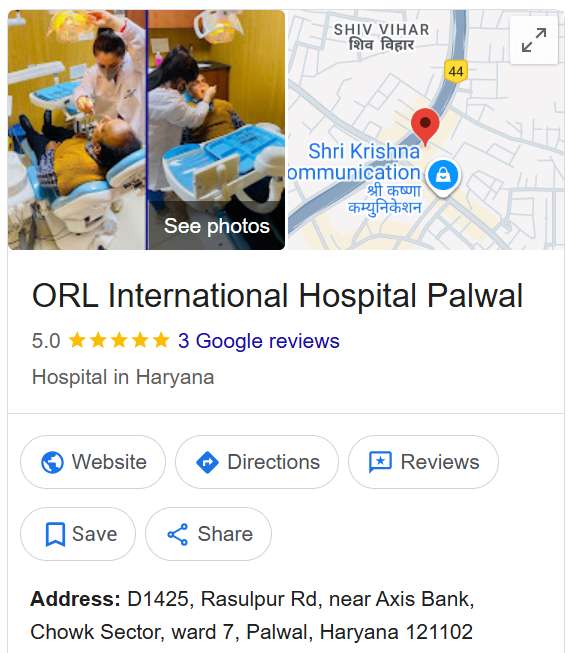 SHIV VIHAR
शिव विहार
44
Shri Krishna
ommunication
श्री कष्णा
कम्युनिकेशन
See photos
ORL International Hospital Palwal
5.0 ★★★★★ 3 Google reviews
Hospital in Haryana
Website Directions Reviews
Save Share
Address: D1425, Rasulpur Rd, near Axis Bank,
Chowk Sector, ward 7, Palwal, Haryana 121102